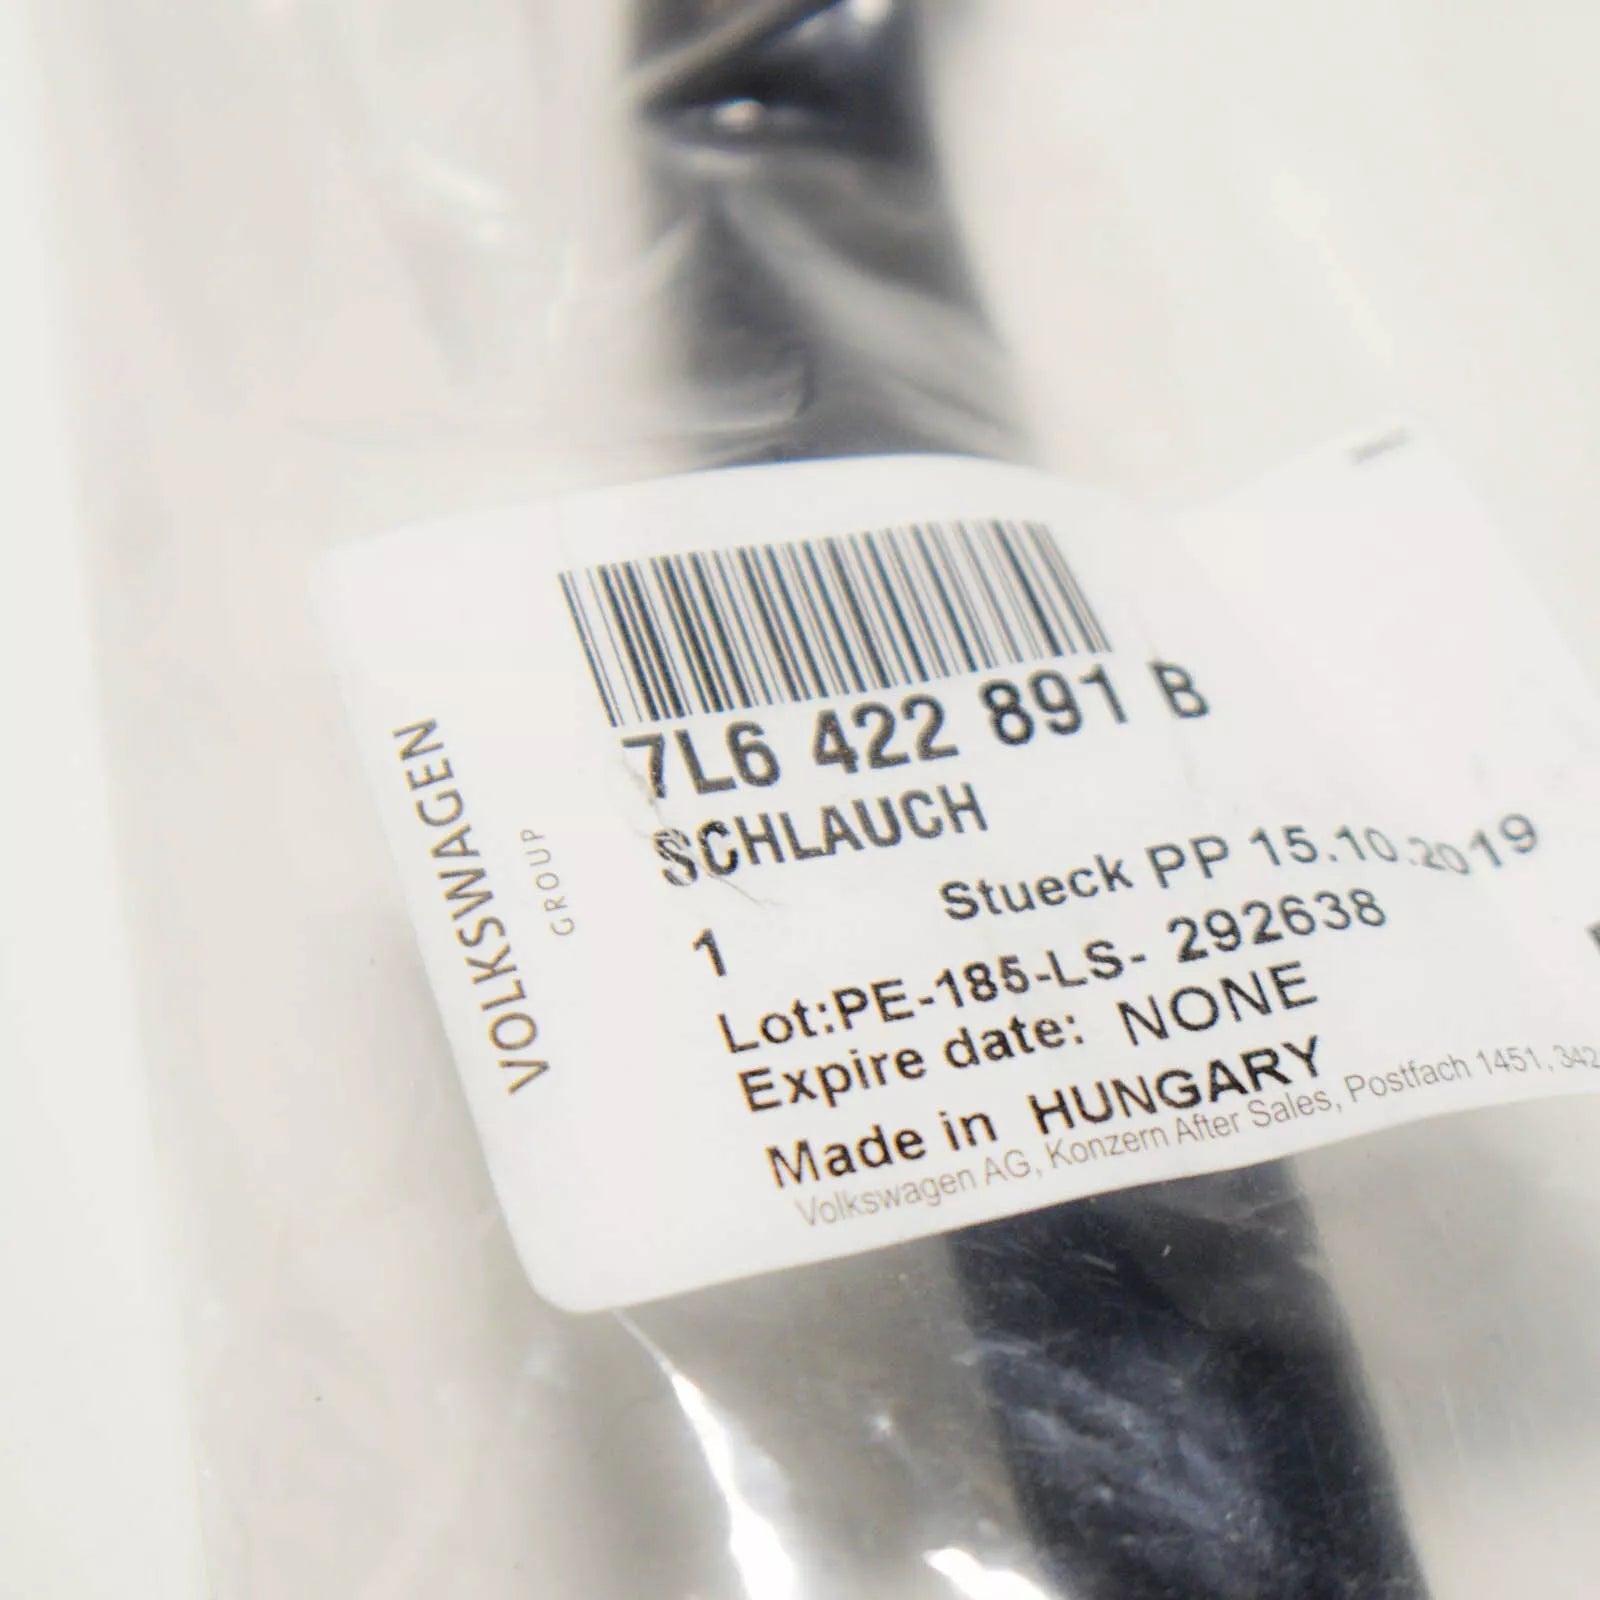 VOLKSWAGEN
GROUP
7L6 422 891 B
SCHLAUCH
1 Stueck PP 15.10.2019
Lot:PE-185-LS- 292638
Expire date: NONE
Made in HUNGARY
Volkswagen AG, Konzern After Sales, Postfach 1451, 342